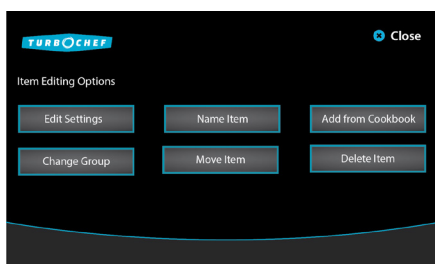 TURBOCHEF
Close
Item Editing Options
Edit Settings
Name Item
Add from Cookbook
Change Group
Move Item
Delete Item